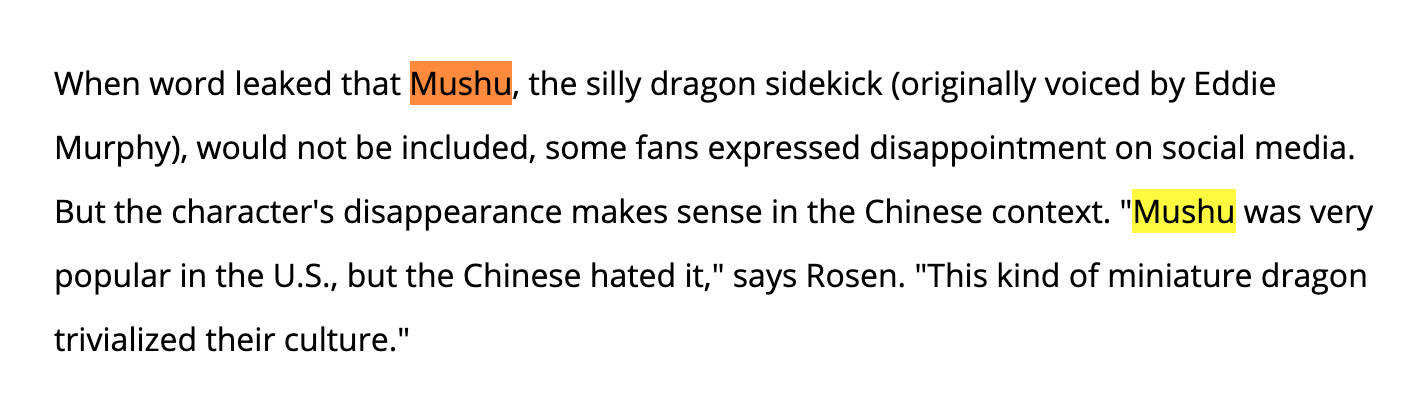 When word leaked that Mushu, the silly dragon sidekick (originally voiced by Eddie
Murphy), would not be included, some fans expressed disappointment on social media.
But the character's disappearance makes sense in the Chinese context. "Mushu was very
popular in the U.S., but the Chinese hated it," says Rosen. "This kind of miniature dragon
trivialized their culture."